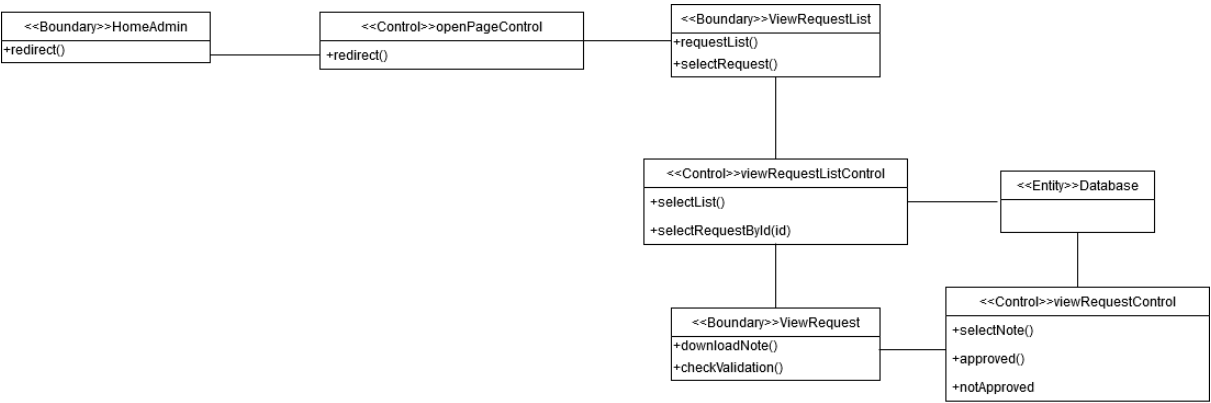 <<Boundary>>HomeAdmin
+redirect()
<<Control>>openPageControl
+redirect()
<<Boundary>>ViewRequestList
+requestList()
+selectRequest()
<<Control>>viewRequestListControl
+selectList()
+selectRequestById(id)
<<Entity>>Database
<<Boundary>>ViewRequest
+downloadNote()
+checkValidation()
<<Control>>viewRequestControl
+selectNote()
+approved()
+notApproved